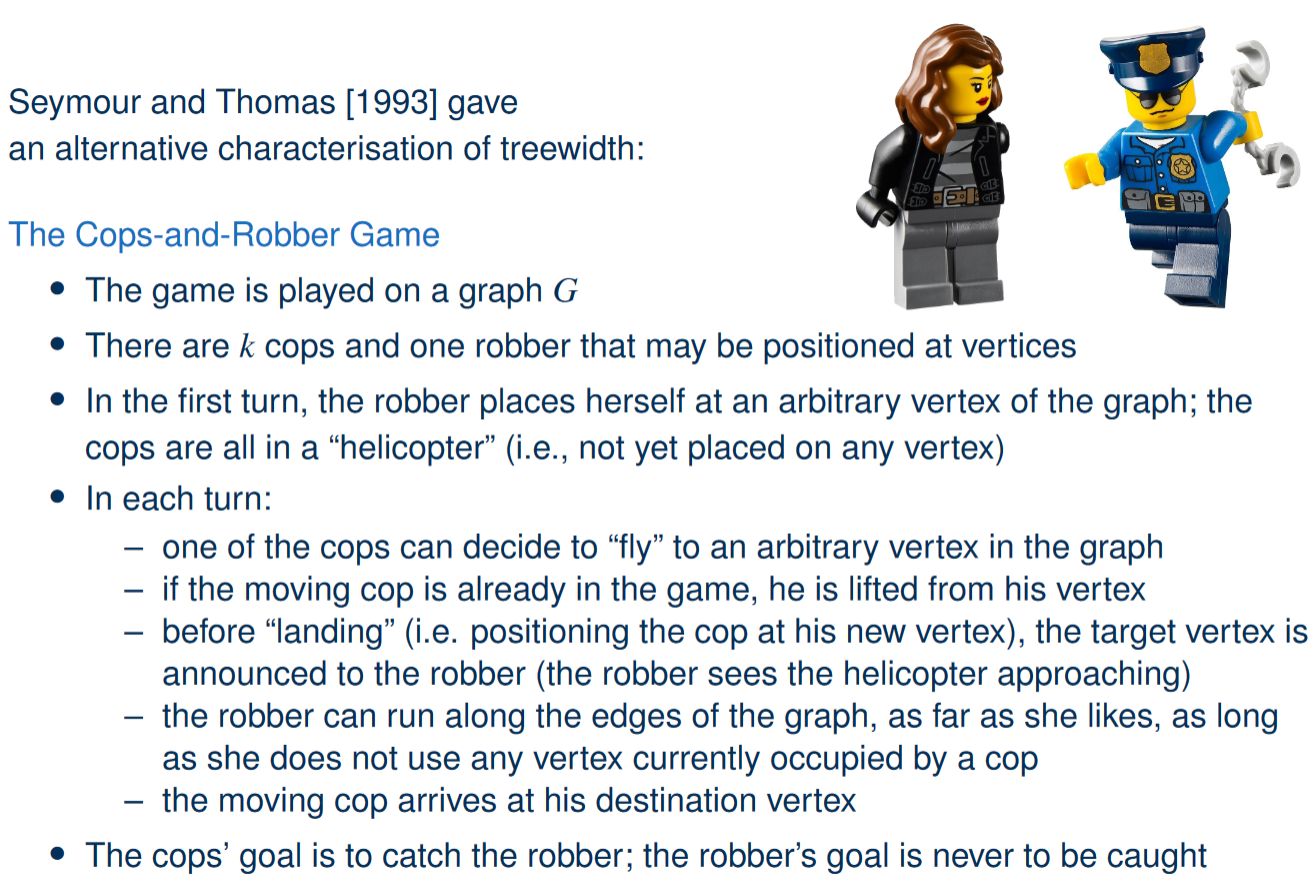 Seymour and Thomas [1993] gave
an alternative characterisation of treewidth:
The Cops-and-Robber Game
• The game is played on a graph G
• There are k cops and one robber that may be positioned at vertices
• In the first turn, the robber places herself at an arbitrary vertex of the graph; the
cops are all in a “helicopter” (i.e., not yet placed on any vertex)
• In each turn:
– one of the cops can decide to “fly” to an arbitrary vertex in the graph
– if the moving cop is already in the game, he is lifted from his vertex
– before “landing” (i.e. positioning the cop at his new vertex), the target vertex is
announced to the robber (the robber sees the helicopter approaching)
– the robber can run along the edges of the graph, as far as she likes, as long
as she does not use any vertex currently occupied by a cop
– the moving cop arrives at his destination vertex
• The cops’ goal is to catch the robber; the robber’s goal is never to be caught